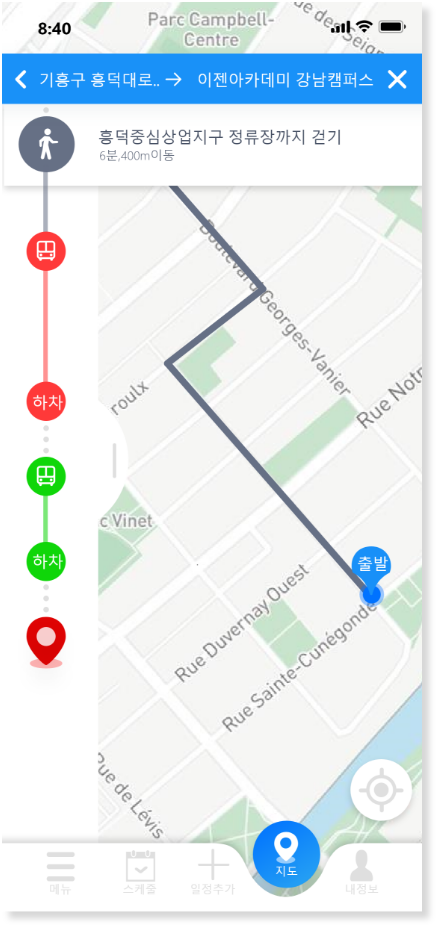 8:40
Parc Campbell-
Centre
기흥구 흥덕대로.. → 이젠아카데미 강남캠퍼스
흥덕중심상업지구 정류장까지 걷기
6분,400m이동
Boulevard Georges-Vanier
roulx
Rue Notr
하차
c Vinet
하차
출발
Rue Duvernay Ouest
Rue Sainte-Cunégonde
Rue de Lévis
메뉴
스케줄
일정추가
지도
내정보